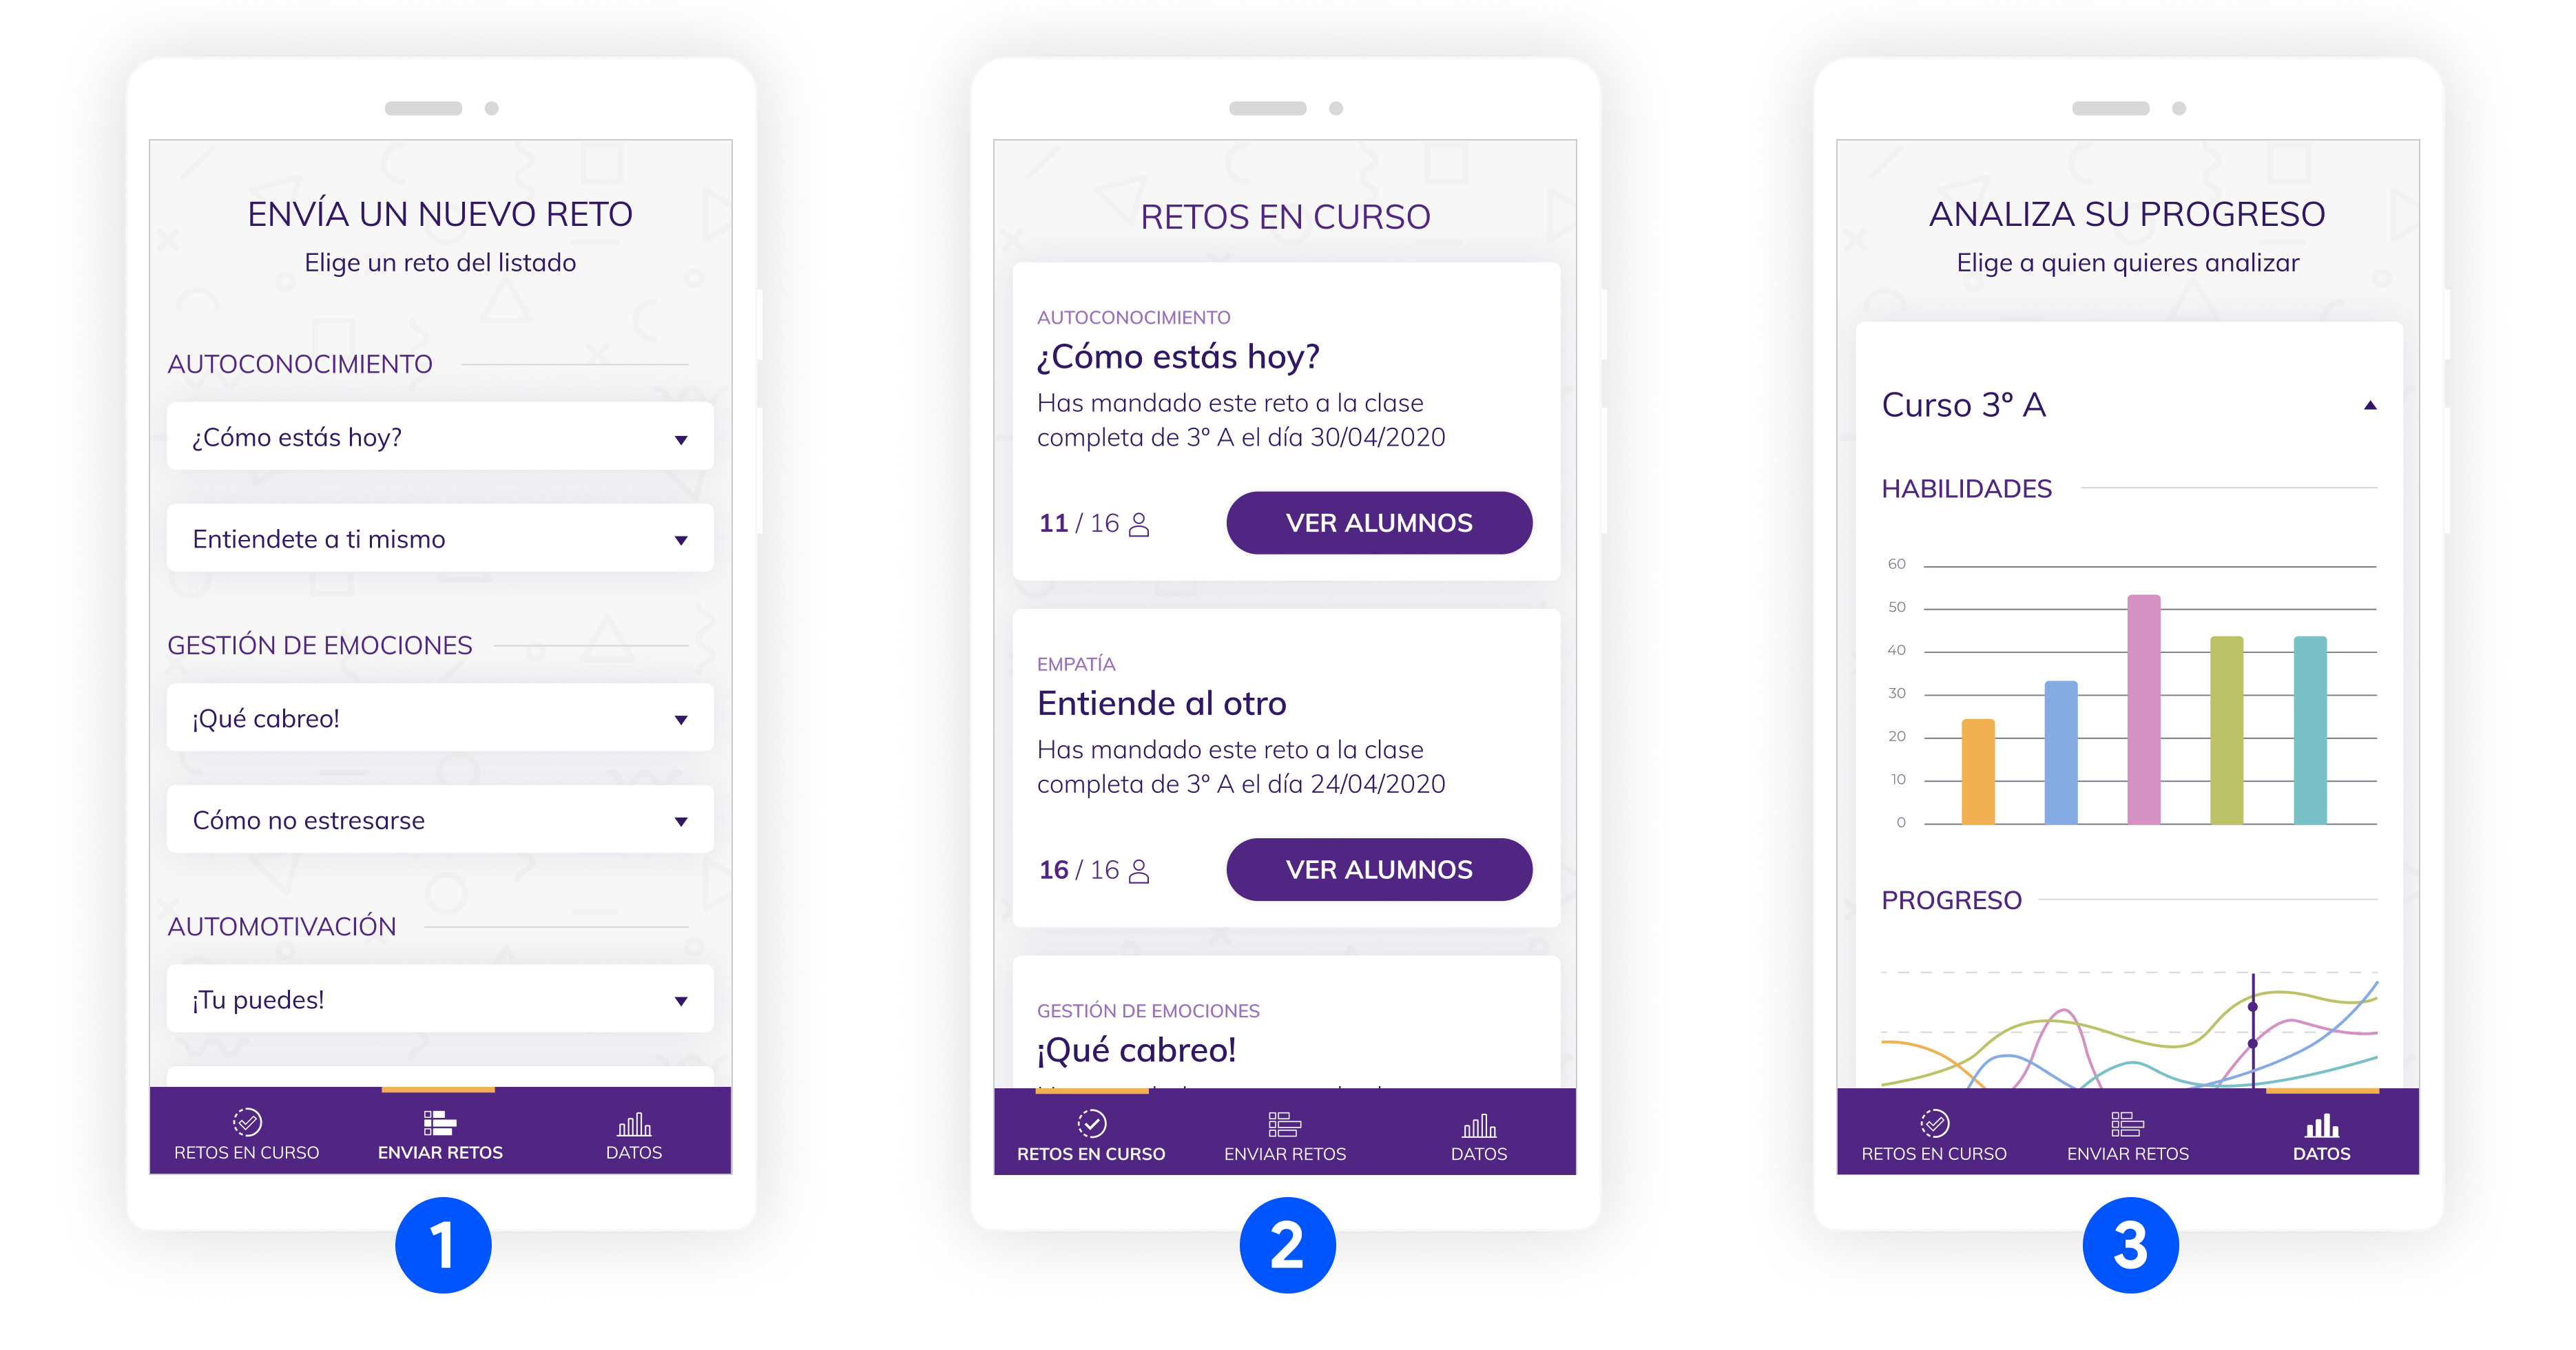 ENVÍA UN NUEVO RETO
Elige un reto del listado
AUTOCONOCIMIENTO
¿Cómo estás hoy?
Entiendete a ti mismo
GESTIÓN DE EMOCIONES
¡Qué cabreo!
Cómo no estresarse
AUTOMOTIVACIÓN
¡Tu puedes!
RETOS EN CURSO
ENVIAR RETOS
DATOS
1
RETOS EN CURSO
AUTOCONOCIMIENTO
¿Cómo estás hoy?
Has mandado este reto a la clase
completa de 3º A el día 30/04/2020
11 / 16
VER ALUMNOS
EMPATÍA
Entiende al otro
Has mandado este reto a la clase
completa de 3º A el día 24/04/2020
16 / 16
VER ALUMNOS
GESTIÓN DE EMOCIONES
¡Qué cabreo!
RETOS EN CURSO
ENVIAR RETOS
DATOS
2
ANALIZA SU PROGRESO
Elige a quien quieres analizar
Curso 3º A
HABILIDADES
60
50
40
30
20
10
0
PROGRESO
RETOS EN CURSO
ENVIAR RETOS
DATOS
3